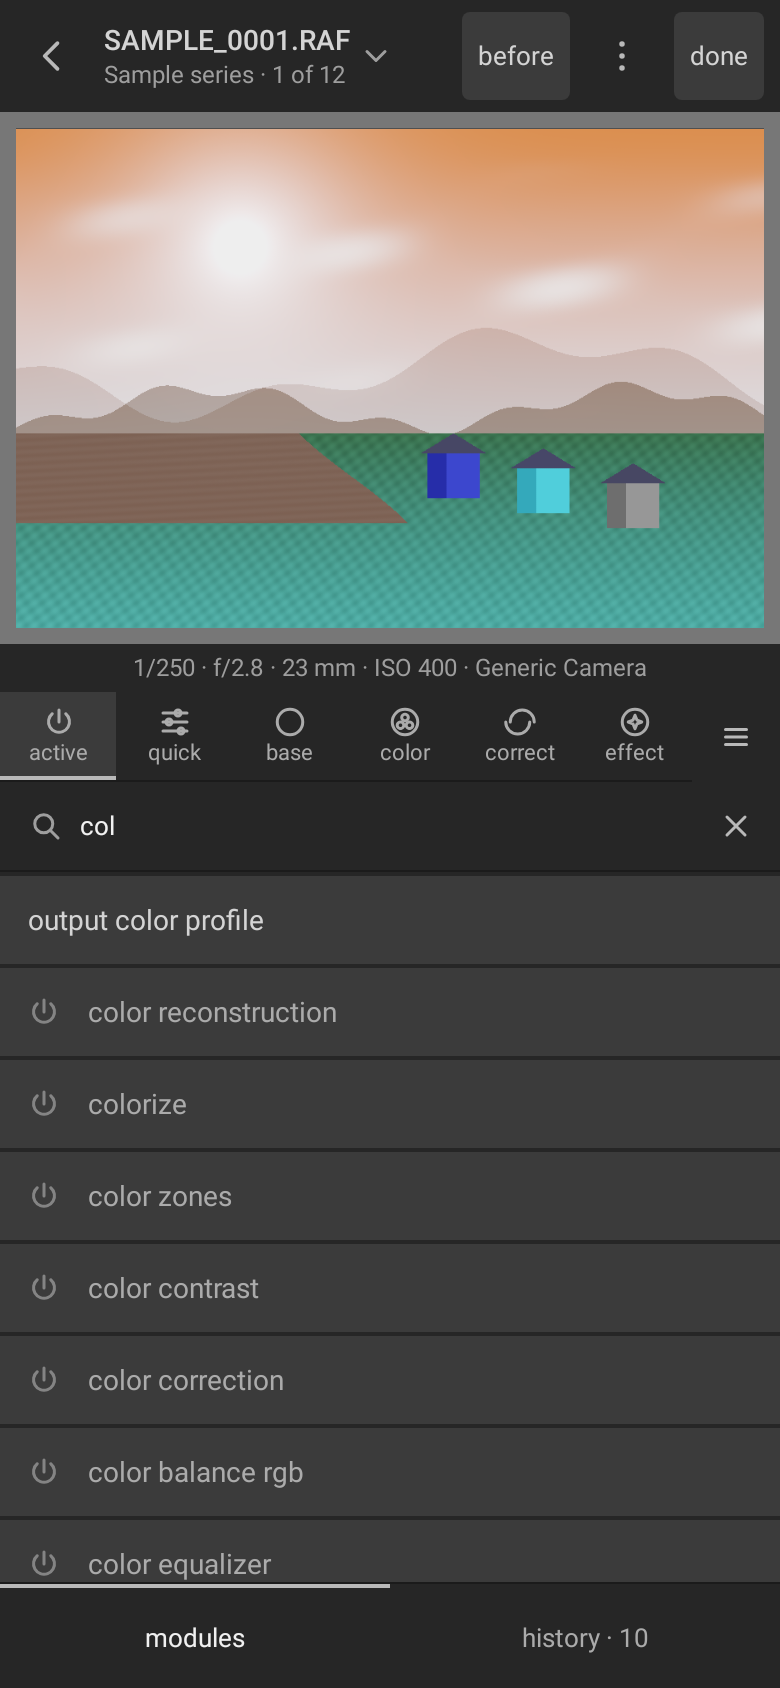 SAMPLE_0001.RAF
Sample series · 1 of 12
before
done
1/250 · f/2.8 · 23 mm · ISO 400 · Generic Camera
active
quick
base
color
correct
effect
col
output color profile
color reconstruction
colorize
color zones
color contrast
color correction
color balance rgb
color equalizer
modules
history · 10